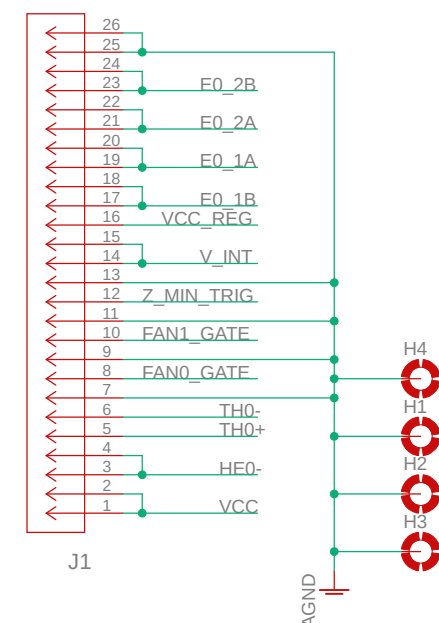 26
25
24
23 E0_2B
22
21 E0_2A
20
19 E0_1A
18
17 E0_1B
16 VCC_REG
15
14 V_INT
13
12 Z_MIN_TRIG
11
10 FAN1_GATE
9
8 FAN0_GATE
7
6 TH0-
5 TH0+
4
3 HE0-
2
1 VCC
J1
H4
H1
H2
H3
AGND